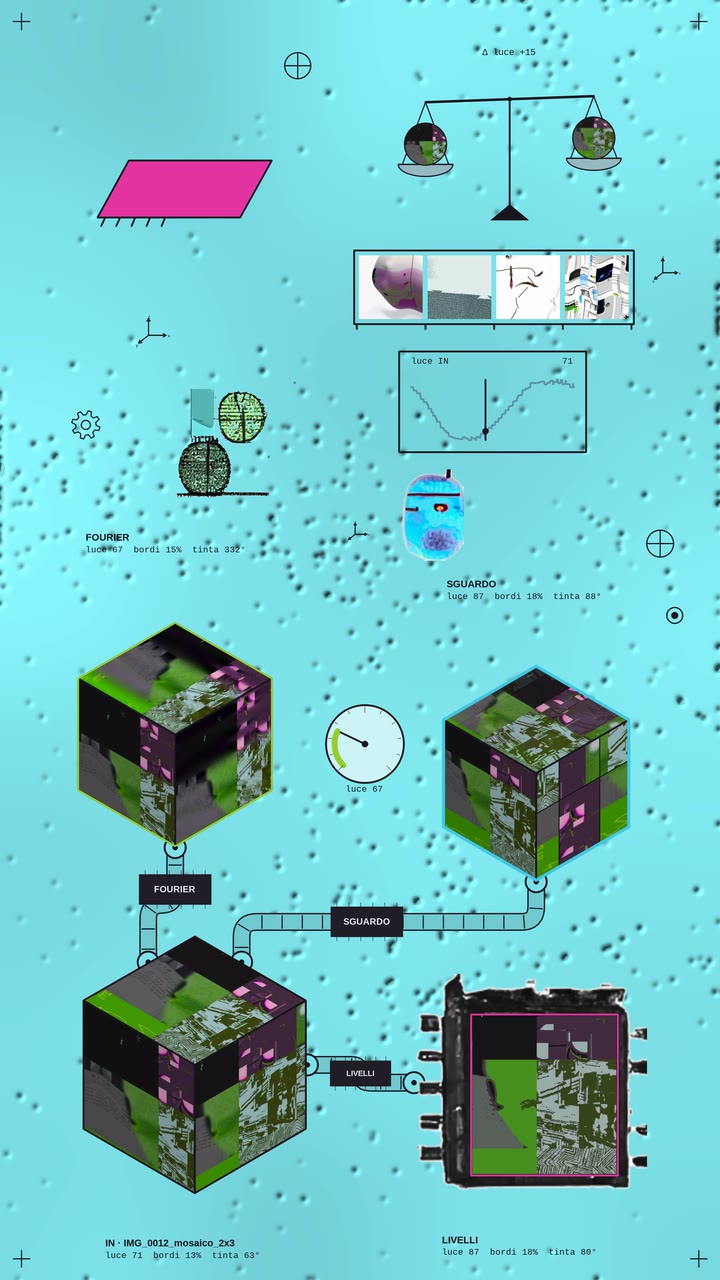 Δ luce +15
luce IN 71
FOURIER
luce 67 bordi 15% tinta 332°
SGUARDO
luce 87 bordi 18% tinta 88°
luce 67
FOURIER
SGUARDO
LIVELLI
IN · IMG_0012_mosaico_2x3
luce 71 bordi 13% tinta 63°
LIVELLI
luce 87 bordi 18% tinta 80°